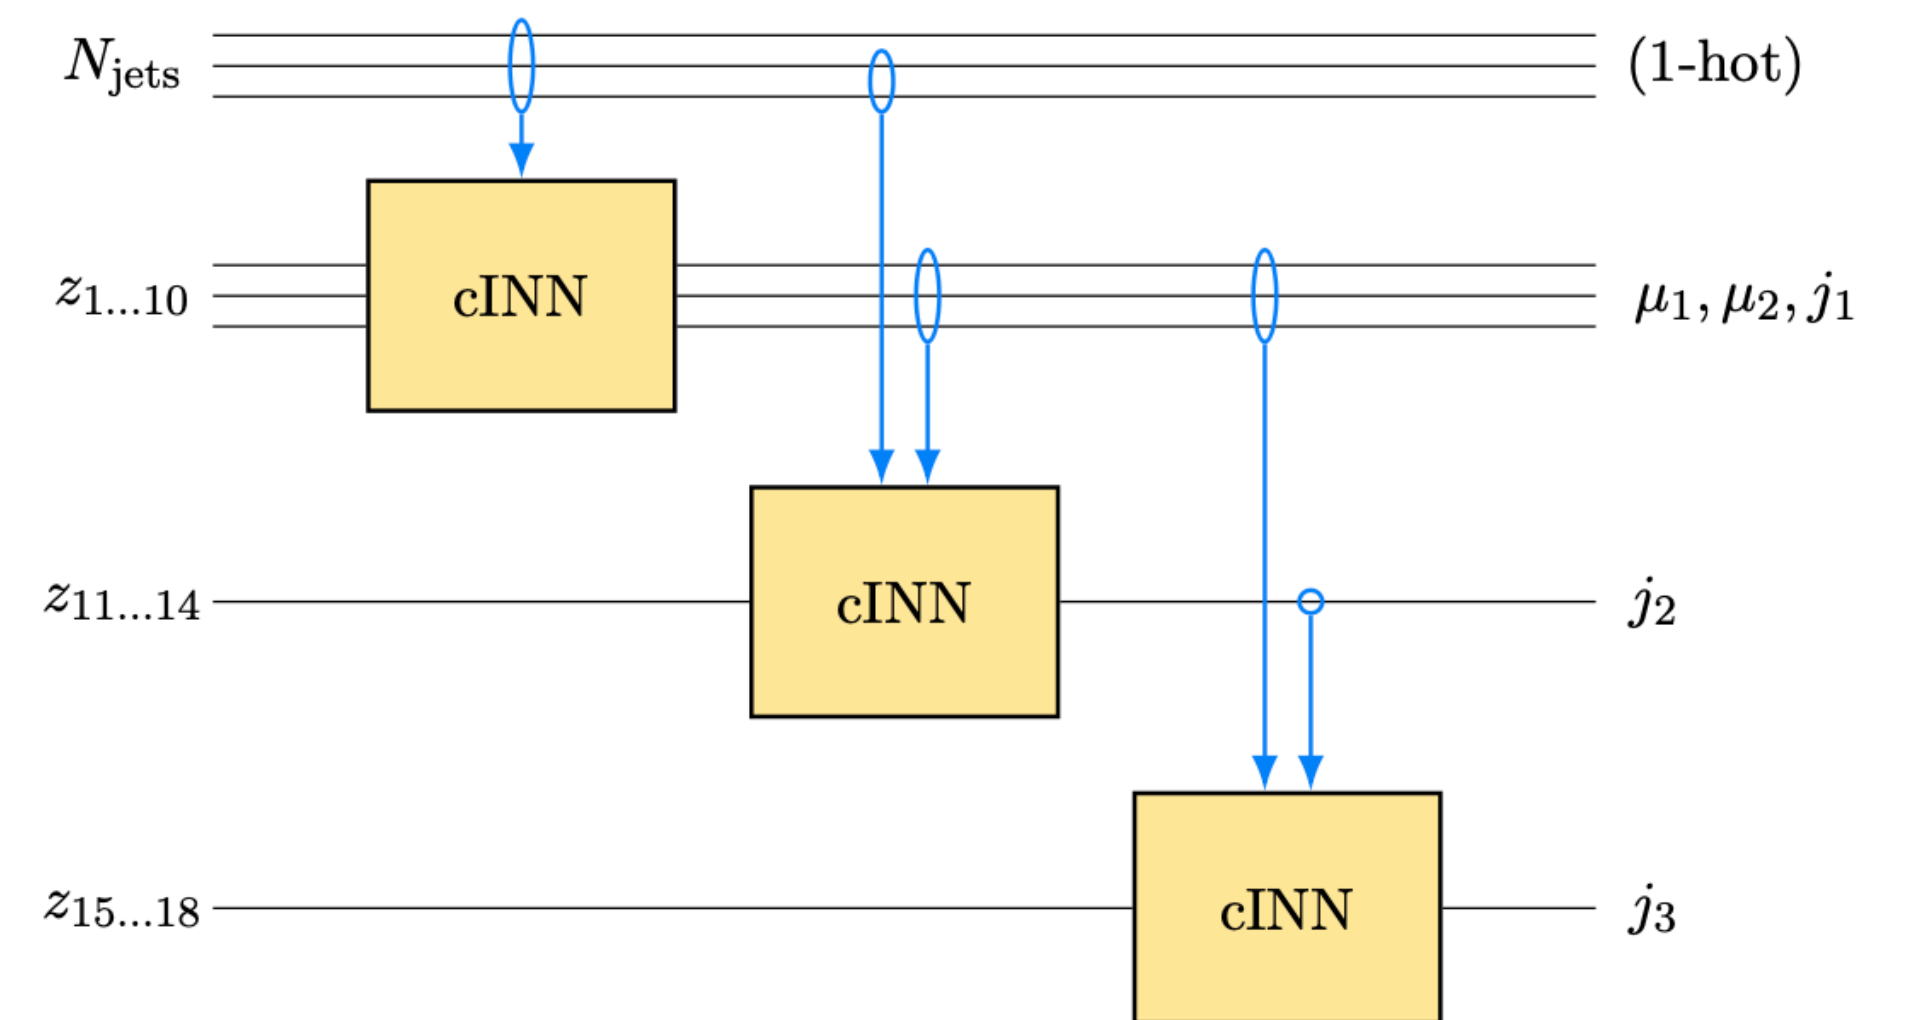 N_jets (1-hot)
cINN
z_1...10 μ_1, μ_2, j_1
cINN
z_11...14 j_2
cINN
z_15...18 j_3